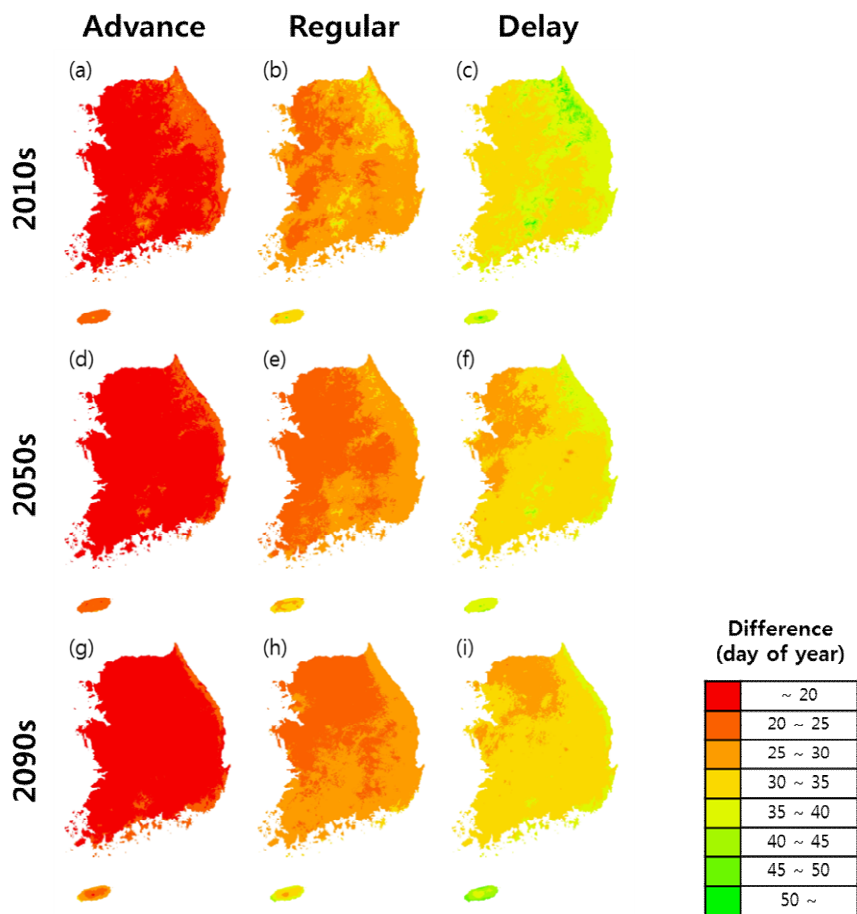 Advance Regular Delay
(a) (b) (c)
2010s
(d) (e) (f)
2050s
(g) (h) (i)
2090s
Difference
(day of year)
~ 20
20 ~ 25
25 ~ 30
30 ~ 35
35 ~ 40
40 ~ 45
45 ~ 50
50 ~